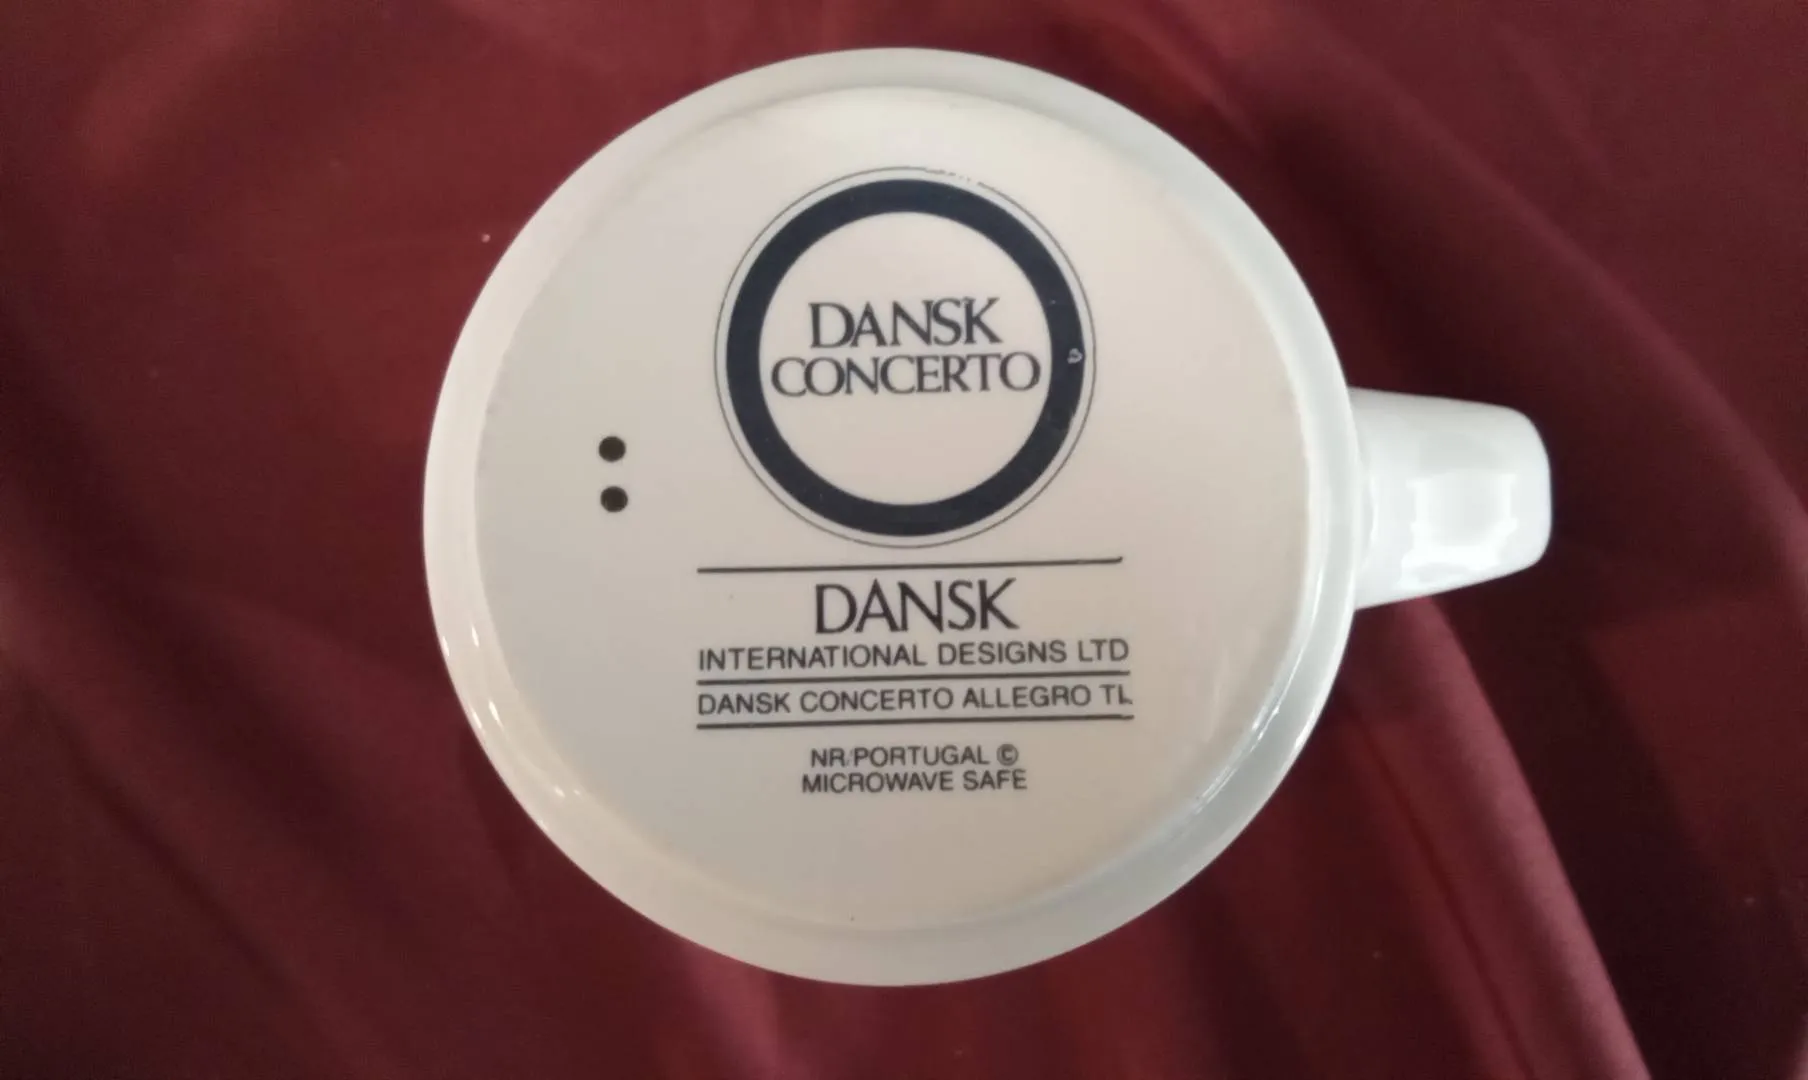 DANSK
CONCERTO
DANSK
INTERNATIONAL DESIGNS LTD
DANSK CONCERTO ALLEGRO TL
NR/PORTUGAL ©
MICROWAVE SAFE